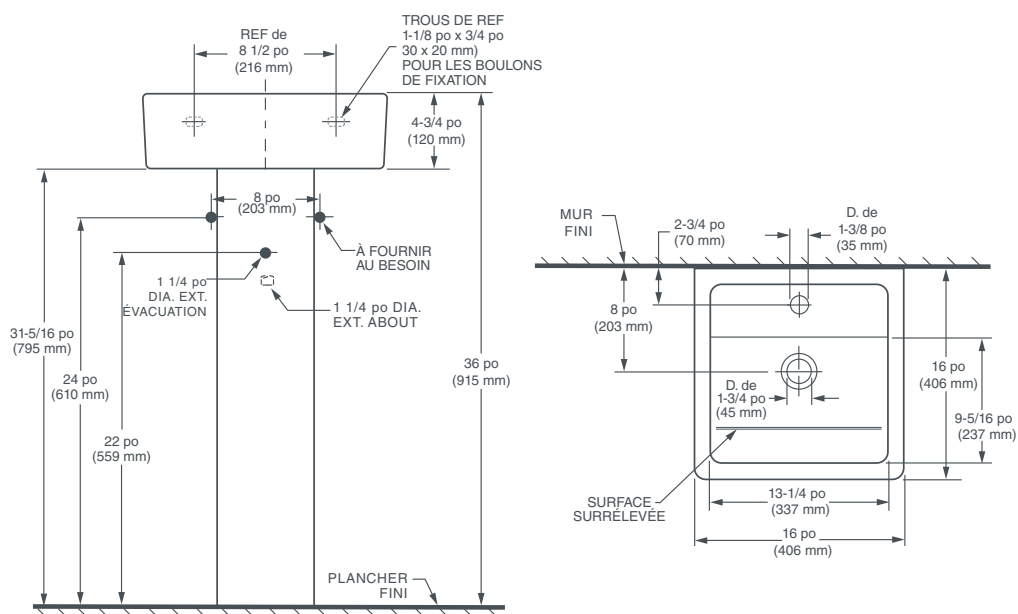 REF de
8 1/2 po
(216 mm)
TROUS DE REF
1-1/8 po x 3/4 po
30 x 20 mm)
POUR LES BOULONS
DE FIXATION
4-3/4 po
(120 mm)
8 po
(203 mm)
À FOURNIR
AU BESOIN
1 1/4 po
DIA. EXT.
ÉVACUATION
1 1/4 po DIA.
EXT. ABOUT
31-5/16 po
(795 mm)
24 po
(610 mm)
22 po
(559 mm)
36 po
(915 mm)
PLANCHER
FINI
MUR
FINI
2-3/4 po
(70 mm)
D. de
1-3/8 po
(35 mm)
8 po
(203 mm)
D. de
1-3/4 po
(45 mm)
16 po
(406 mm)
9-5/16 po
(237 mm)
SURFACE
SURRÉLEVÉE
13-1/4 po
(337 mm)
16 po
(406 mm)